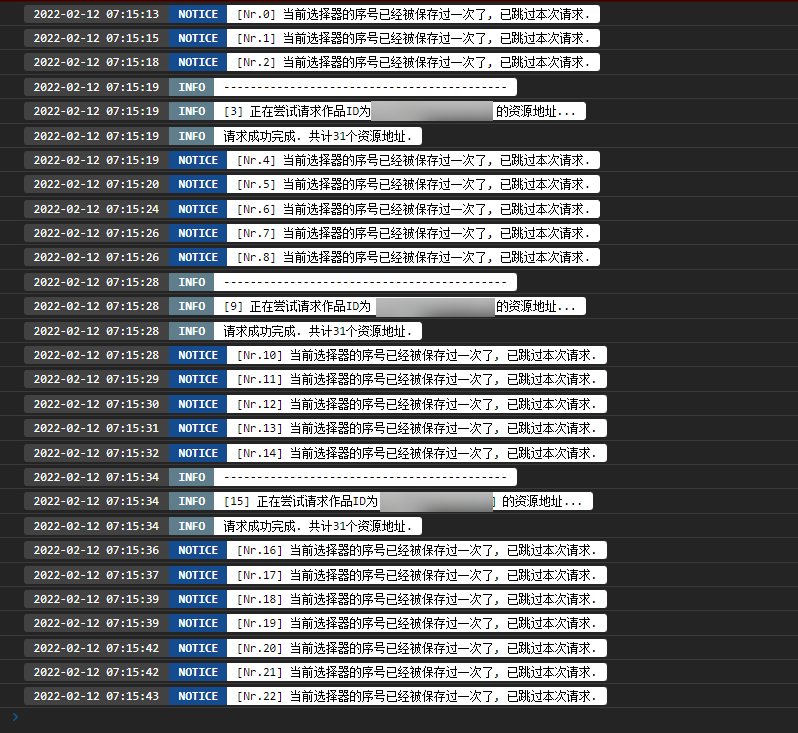 2022-02-12 07:15:13 NOTICE [Nr.0] 当前选择器的序号已经被保存过一次了, 已跳过本次请求.
2022-02-12 07:15:15 NOTICE [Nr.1] 当前选择器的序号已经被保存过一次了, 已跳过本次请求.
2022-02-12 07:15:18 NOTICE [Nr.2] 当前选择器的序号已经被保存过一次了, 已跳过本次请求.
2022-02-12 07:15:19 INFO ------------------------------------------
2022-02-12 07:15:19 INFO [3] 正在尝试请求作品ID为 的资源地址...
2022-02-12 07:15:19 INFO 请求成功完成. 共计31个资源地址.
2022-02-12 07:15:19 NOTICE [Nr.4] 当前选择器的序号已经被保存过一次了, 已跳过本次请求.
2022-02-12 07:15:20 NOTICE [Nr.5] 当前选择器的序号已经被保存过一次了, 已跳过本次请求.
2022-02-12 07:15:24 NOTICE [Nr.6] 当前选择器的序号已经被保存过一次了, 已跳过本次请求.
2022-02-12 07:15:26 NOTICE [Nr.7] 当前选择器的序号已经被保存过一次了, 已跳过本次请求.
2022-02-12 07:15:26 NOTICE [Nr.8] 当前选择器的序号已经被保存过一次了, 已跳过本次请求.
2022-02-12 07:15:28 INFO ------------------------------------------
2022-02-12 07:15:28 INFO [9] 正在尝试请求作品ID为 的资源地址...
2022-02-12 07:15:28 INFO 请求成功完成. 共计31个资源地址.
2022-02-12 07:15:28 NOTICE [Nr.10] 当前选择器的序号已经被保存过一次了, 已跳过本次请求.
2022-02-12 07:15:29 NOTICE [Nr.11] 当前选择器的序号已经被保存过一次了, 已跳过本次请求.
2022-02-12 07:15:30 NOTICE [Nr.12] 当前选择器的序号已经被保存过一次了, 已跳过本次请求.
2022-02-12 07:15:31 NOTICE [Nr.13] 当前选择器的序号已经被保存过一次了, 已跳过本次请求.
2022-02-12 07:15:32 NOTICE [Nr.14] 当前选择器的序号已经被保存过一次了, 已跳过本次请求.
2022-02-12 07:15:34 INFO ------------------------------------------
2022-02-12 07:15:34 INFO [15] 正在尝试请求作品ID为 ] 的资源地址...
2022-02-12 07:15:34 INFO 请求成功完成. 共计31个资源地址.
2022-02-12 07:15:36 NOTICE [Nr.16] 当前选择器的序号已经被保存过一次了, 已跳过本次请求.
2022-02-12 07:15:37 NOTICE [Nr.17] 当前选择器的序号已经被保存过一次了, 已跳过本次请求.
2022-02-12 07:15:39 NOTICE [Nr.18] 当前选择器的序号已经被保存过一次了, 已跳过本次请求.
2022-02-12 07:15:39 NOTICE [Nr.19] 当前选择器的序号已经被保存过一次了, 已跳过本次请求.
2022-02-12 07:15:42 NOTICE [Nr.20] 当前选择器的序号已经被保存过一次了, 已跳过本次请求.
2022-02-12 07:15:42 NOTICE [Nr.21] 当前选择器的序号已经被保存过一次了, 已跳过本次请求.
2022-02-12 07:15:43 NOTICE [Nr.22] 当前选择器的序号已经被保存过一次了, 已跳过本次请求.